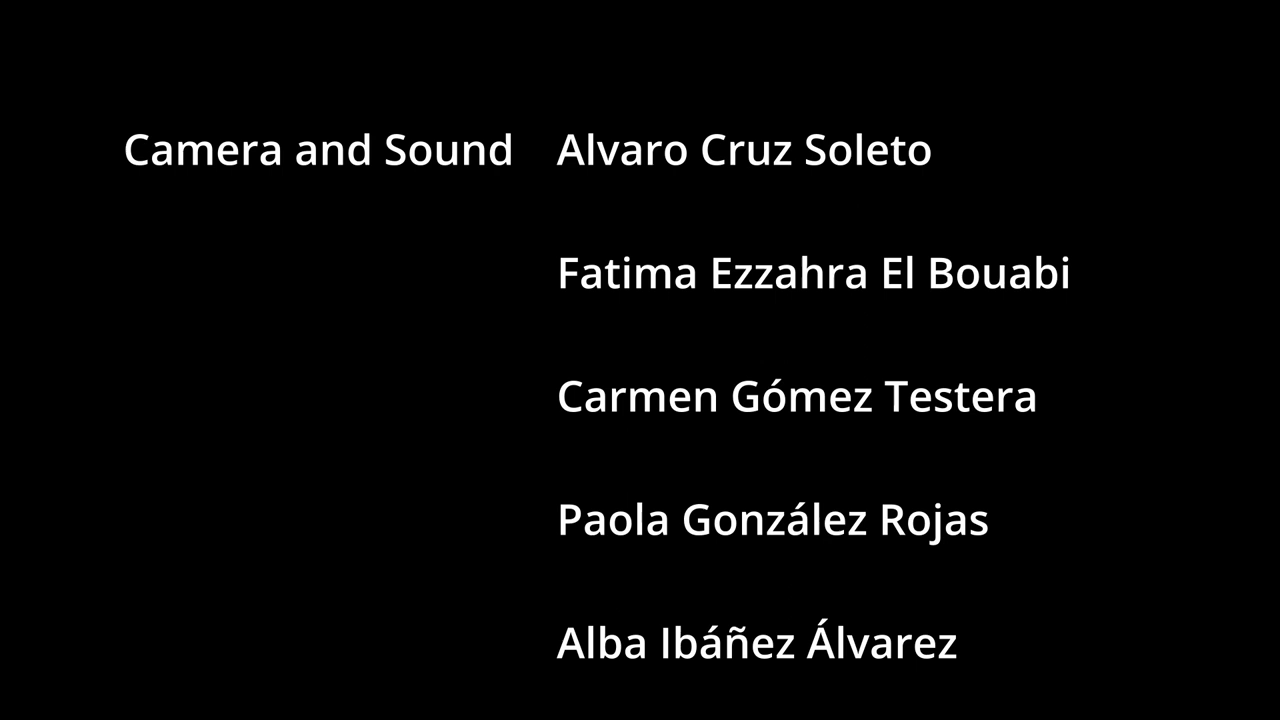 Camera and Sound Alvaro Cruz Soleto
Fatima Ezzahra El Bouabi
Carmen Gómez Testera
Paola González Rojas
Alba Ibáñez Álvarez